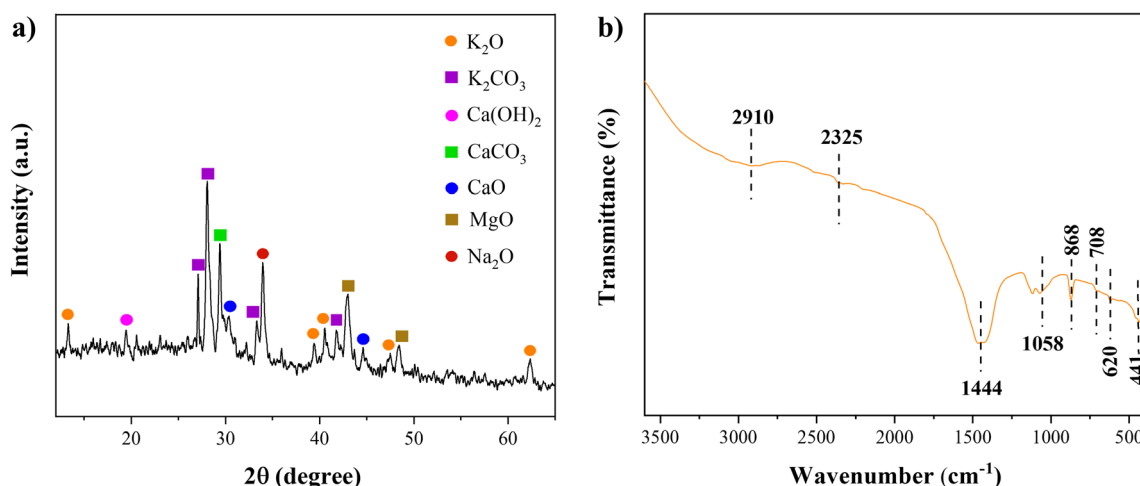 a)
K₂O
K₂CO₃
Ca(OH)₂
CaCO₃
CaO
MgO
Na₂O
Intensity (a.u.)
20
30
40
50
60
2θ (degree)
b)
2910
2325
868
708
1058
620
441
1444
Transmittance (%)
3500
3000
2500
2000
1500
1000
500
Wavenumber (cm⁻¹)